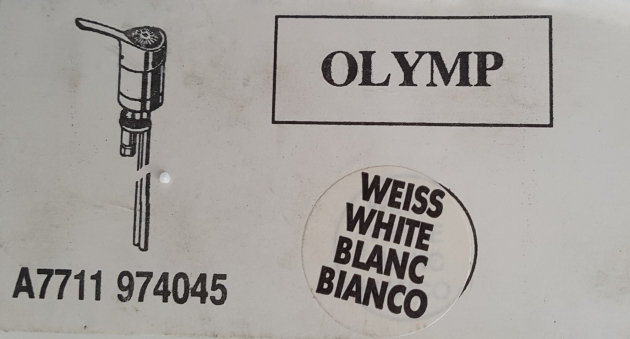 OLYMP
WEISS
WHITE
BLANC
BIANCO
A7711 974045